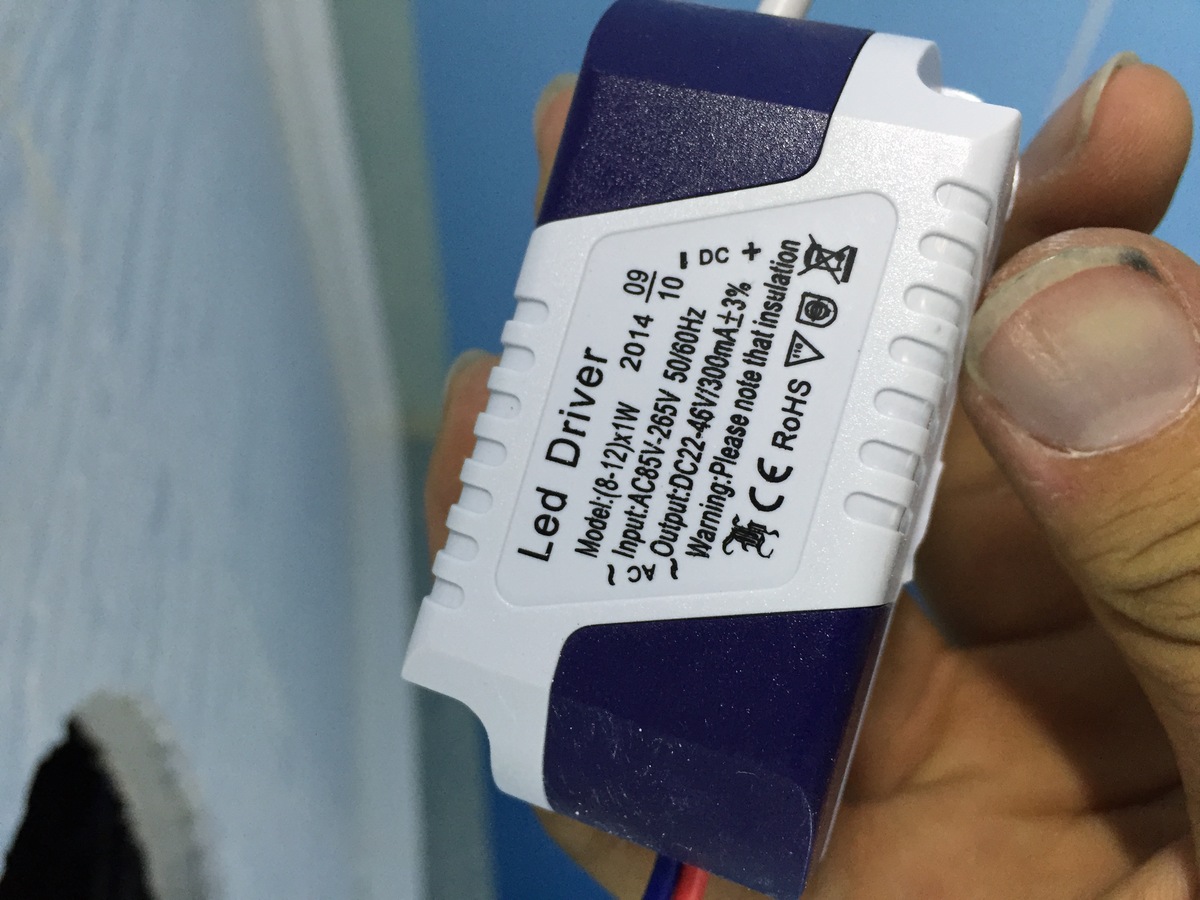 Led Driver
Model:(8-12)x1W 2014 09
10
~ Input:AC85V-265V 50/60Hz - DC +
AC
~ Output:DC22-46V/300mA±3%
Warning:Please note that insulation
CE RoHS